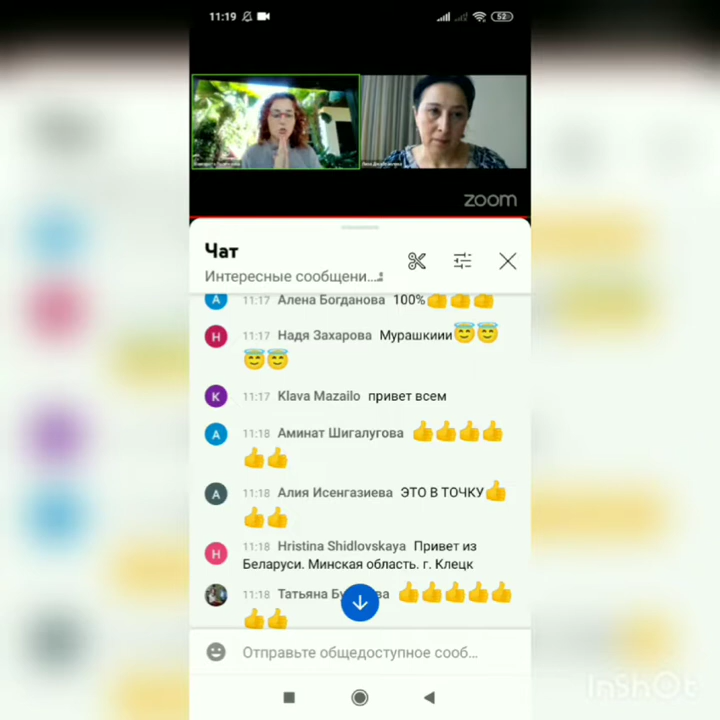 11:19
52
zoom
Чат
Интересные сообщени...
11:17 Алена Богданова 100%👍👍👍
11:17 Надя Захарова Мурашкиии😇😇
😇😇
11:17 Klava Mazailo привет всем
11:18 Аминат Шигалугова 👍👍👍👍
👍👍
11:18 Алия Исенгазиева ЭТО В ТОЧКУ👍
👍👍
11:18 Hristina Shidlovskaya Привет из
Беларуси. Минская область. г. Клецк
11:18 Татьяна 👍👍👍👍👍
👍👍
Отправьте общедоступное сооб...
InShOt